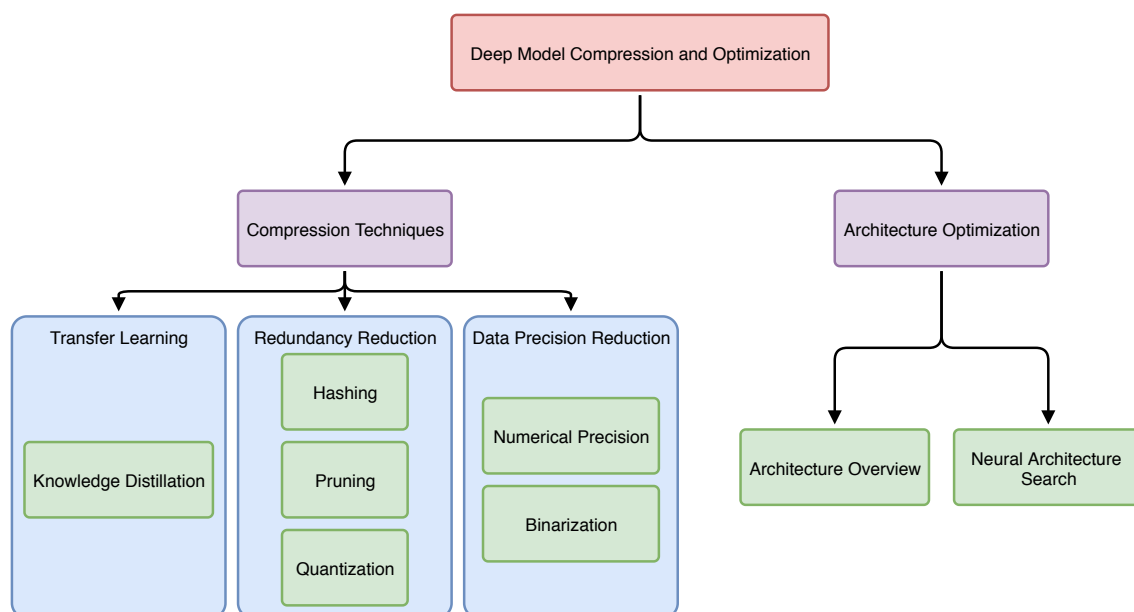 Deep Model Compression and Optimization
Compression Techniques
Architecture Optimization
Transfer Learning
Knowledge Distillation
Redundancy Reduction
Hashing
Pruning
Quantization
Data Precision Reduction
Numerical Precision
Binarization
Architecture Overview
Neural Architecture
Search